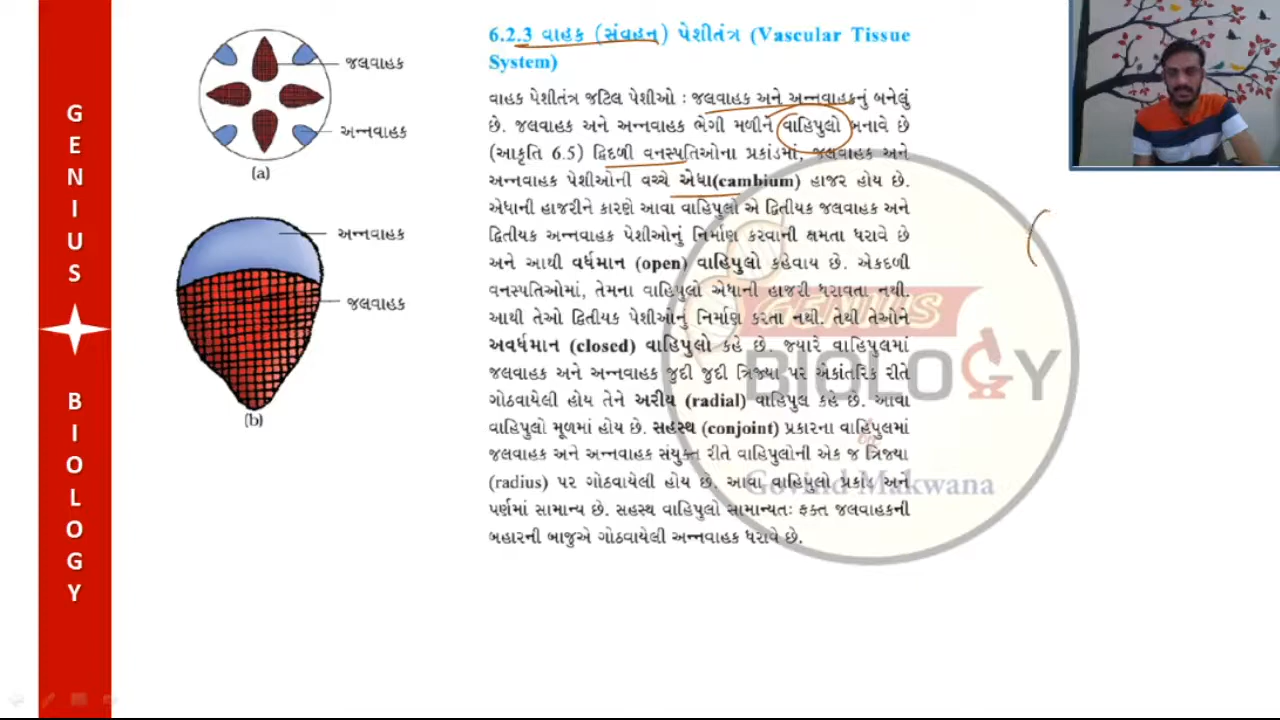 GENIUS BIOLOGY
જલવાહક
અન્નવાહક
(a)
અન્નવાહક
જલવાહક
(b)
6.2.3 વાહક (સંવહન) પેશીતંત્ર (Vascular Tissue
System)
વાહક પેશીતંત્ર જટિલ પેશીઓ : જલવાહક અને અન્નવાહકનું બનેલું
છે. જલવાહક અને અન્નવાહક ભેગી મળીને વાહિપુલો બનાવે છે
(આકૃતિ 6.5) દ્વિદળી વનસ્પતિઓના પ્રકાંડમાં, જલવાહક અને
અન્નવાહક પેશીઓની વચ્ચે એધા(cambium) હાજર હોય છે.
એધાની હાજરીને કારણે આવા વાહિપુલો એ દ્વિતીયક જલવાહક અને
દ્વિતીયક અન્નવાહક પેશીઓનું નિર્માણ કરવાની ક્ષમતા ધરાવે છે
અને આથી વર્ધમાન (open) વાહિપુલો કહેવાય છે. એકદળી
વનસ્પતિઓમાં, તેમના વાહિપુલો એધાની હાજરી ધરાવતા નથી.
આથી તેઓ દ્વિતીયક પેશીઓનું નિર્માણ કરતા નથી. તેથી તેઓને
અવર્ધમાન (closed) વાહિપુલો કહે છે. જ્યારે વાહિપુલમાં
જલવાહક અને અન્નવાહક જુદી જુદી ત્રિજ્યા પર એકાંતરિક રીતે
ગોઠવાયેલી હોય તેને અરીય (radial) વાહિપુલ કહે છે. આવા
વાહિપુલો મૂળમાં હોય છે. સહસ્થ (conjoint) પ્રકારના વાહિપુલમાં
જલવાહક અને અન્નવાહક સંયુક્ત રીતે વાહિપુલોની એક જ ત્રિજ્યા
(radius) પર ગોઠવાયેલી હોય છે. આવા વાહિપુલો પ્રકાંડ અને
પર્ણમાં સામાન્ય છે. સહસ્થ વાહિપુલો સામાન્યતઃ ફક્ત જલવાહકની
બહારની બાજુએ ગોઠવાયેલી અન્નવાહક ધરાવે છે.
GENIUS
BIOLOGY
Govind Makwana